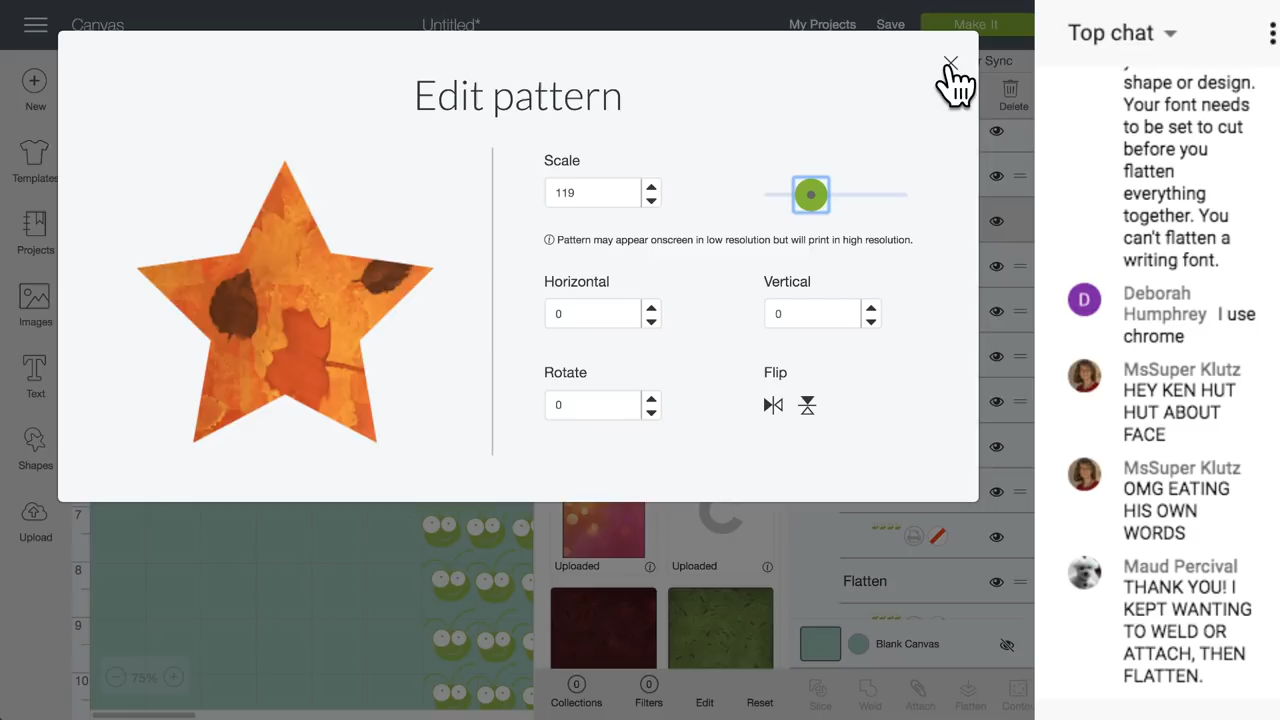 Canvas
Untitled*
My Projects
Save
Make It
Top chat
r Sync
Delete
New
Templates
Projects
Images
Text
Shapes
Upload
Edit pattern
Scale
119
Pattern may appear onscreen in low resolution but will print in high resolution.
Horizontal
Vertical
0
0
Rotate
Flip
0
7
8
9
10
75%
Uploaded
Uploaded
0
0
Collections
Filters
Edit
Reset
Flatten
Blank Canvas
Slice
Weld
Attach
Flatten
Contou
shape or design.
Your font needs
to be set to cut
before you
flatten
everything
together. You
can't flatten a
writing font.
D
Deborah
Humphrey I use
chrome
MsSuper Klutz
HEY KEN HUT
HUT ABOUT
FACE
MsSuper Klutz
OMG EATING
HIS OWN
WORDS
Maud Percival
THANK YOU! I
KEPT WANTING
TO WELD OR
ATTACH, THEN
FLATTEN.